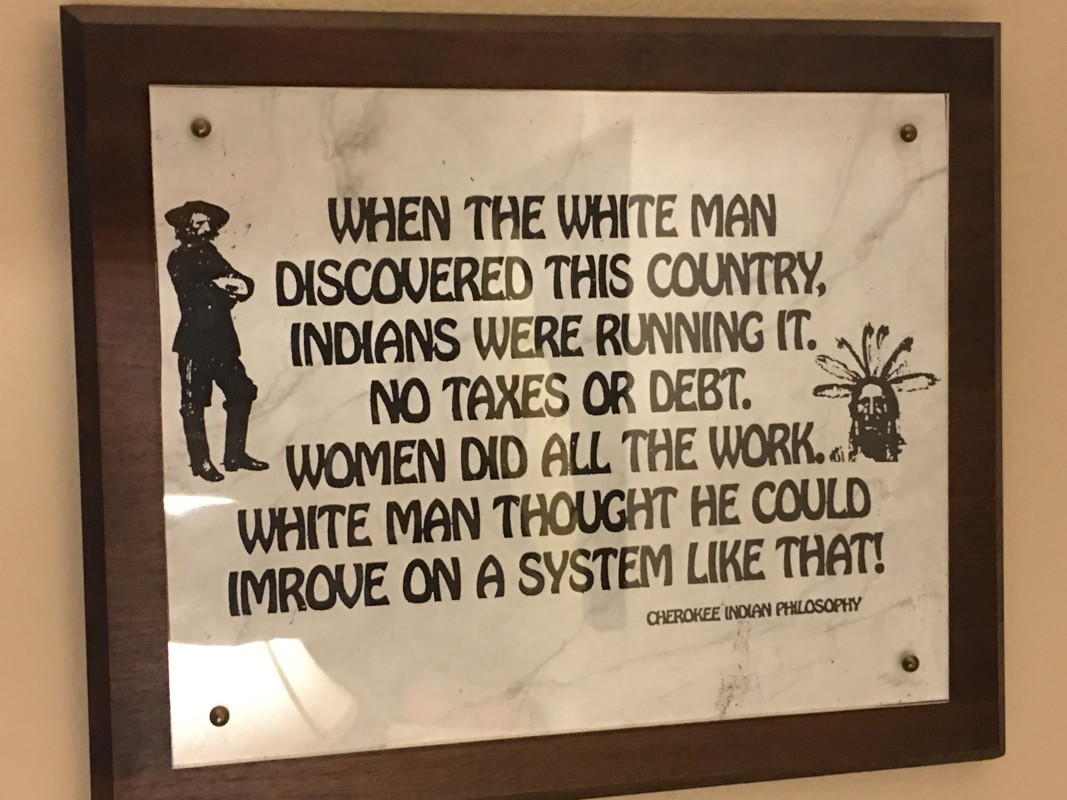 WHEN THE WHITE MAN
DISCOVERED THIS COUNTRY,
INDIANS WERE RUNNING IT.
NO TAXES OR DEBT.
WOMEN DID ALL THE WORK.
WHITE MAN THOUGHT HE COULD
IMROVE ON A SYSTEM LIKE THAT!
CHEROKEE INDIAN PHILOSOPHY